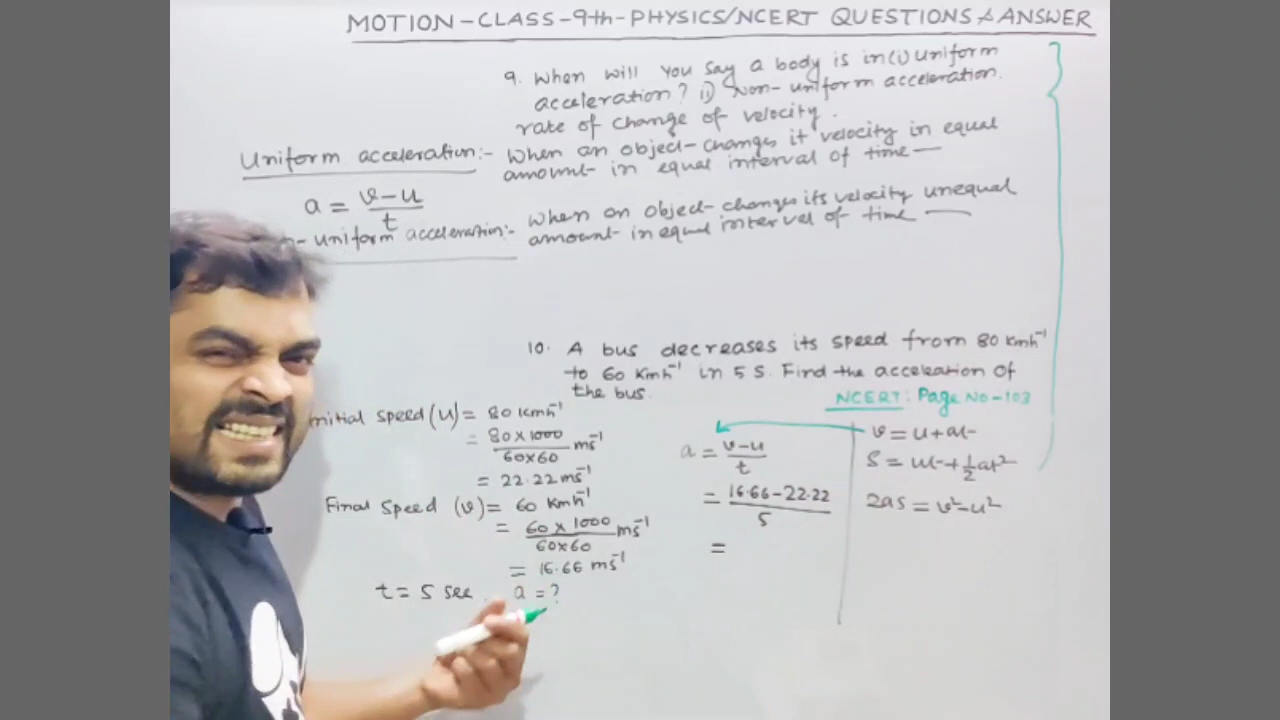 MOTION-CLASS-9th-PHYSICS/NCERT QUESTIONS & ANSWER
9. When will you say a body is in (i) uniform
acceleration? ii) Non-uniform acceleration.
rate of change of velocity.
Uniform acceleration:- When an object changes it velocity in equal
amount in equal interval of time —
a = v-u/t
n-uniform acceleration:- When an object changes its velocity unequal
amount in equal interval of time —
10. A bus decreases its speed from 80 Kmh⁻¹
to 60 Kmh⁻¹ in 5 S. Find the acceleation of
the bus.
NCERT: Page No-103
initial speed (u) = 80 Kmh⁻¹
= 80×1000/60×60 ms⁻¹
= 22.22 ms⁻¹
Final speed (v) = 60 Kmh⁻¹
= 60×1000/60×60 ms⁻¹
= 16.66 ms⁻¹
t = 5 sec. a = ?
a = v-u/t
= 16.66-22.22/5
=
v = u+at
S = ut+½at²
2as = v²-u²